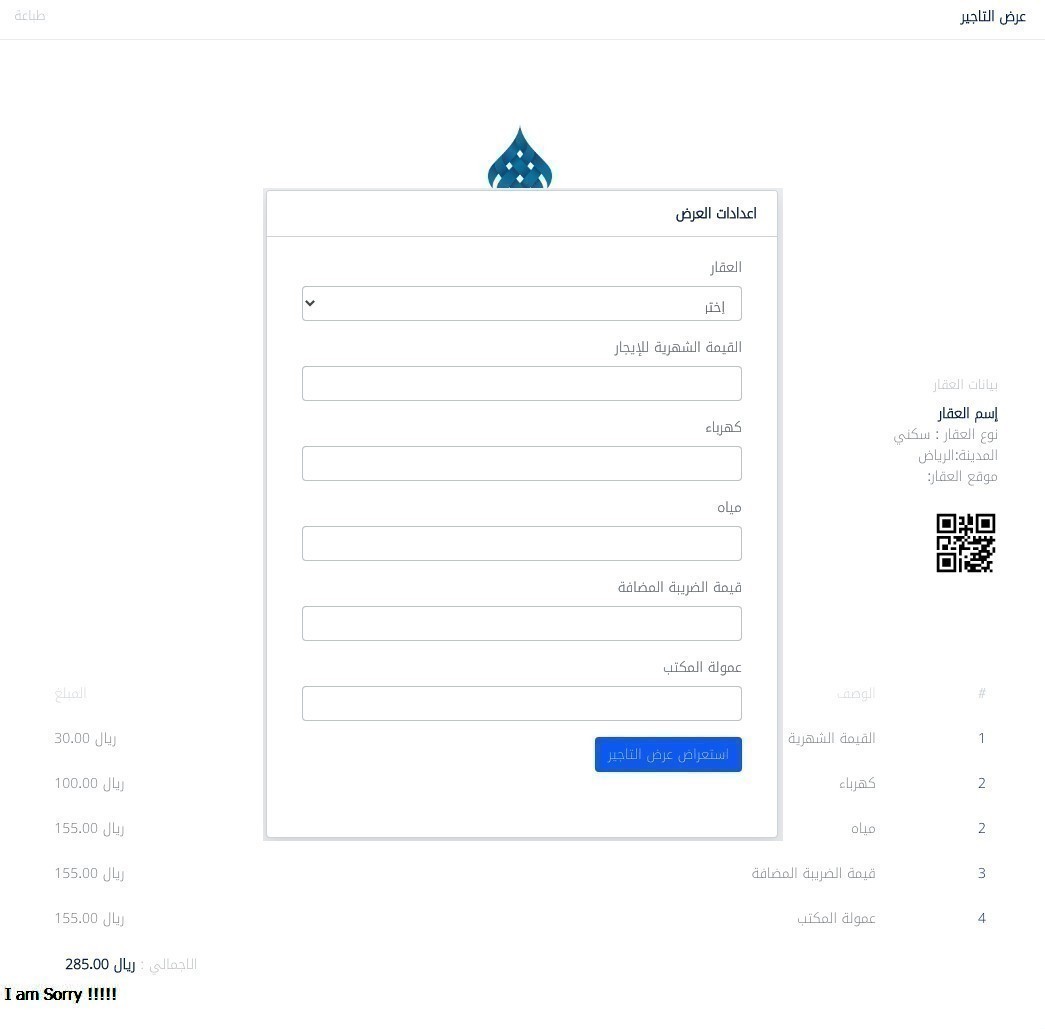 عرض التاجير
طباعة
اعدادات العرض
العقار
إختر
القيمة الشهرية للإيجار
كهرباء
مياه
قيمة الضريبة المضافة
عمولة المكتب
استعراض عرض التاجير
بيانات العقار
إسم العقار
نوع العقار : سكني
المدينة:الرياض
موقع العقار:
# الوصف المبلغ
1 القيمة الشهرية ريال 30.00
2 كهرباء ريال 100.00
2 مياه ريال 155.00
3 قيمة الضريبة المضافة ريال 155.00
4 عمولة المكتب ريال 155.00
الاجمالي : ريال 285.00
I am Sorry !!!!!